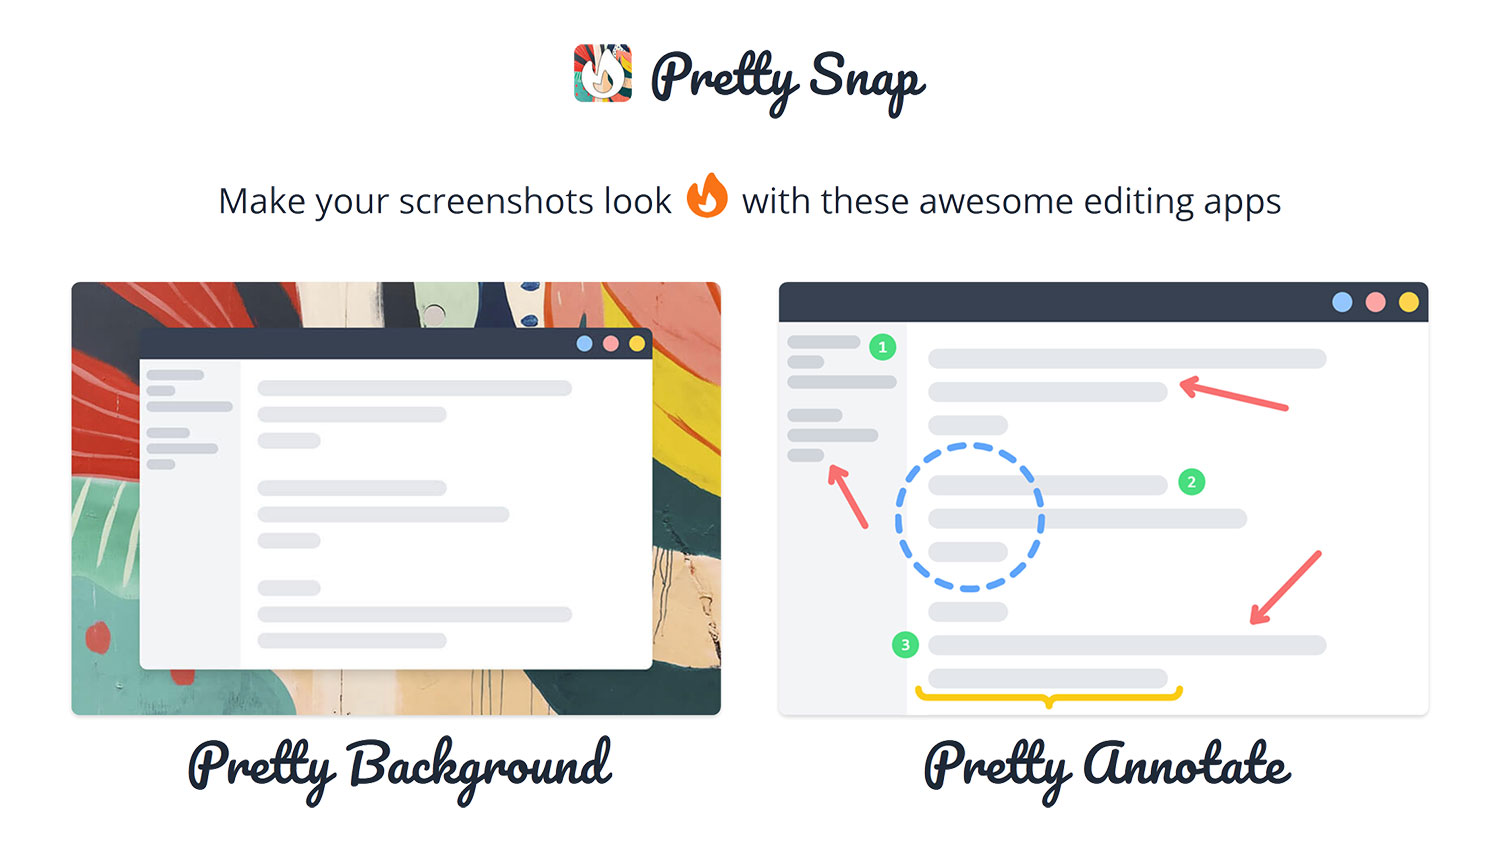 Pretty Snap
Make your screenshots look 🔥 with these awesome editing apps
1
2
3
Pretty Background
Pretty Annotate